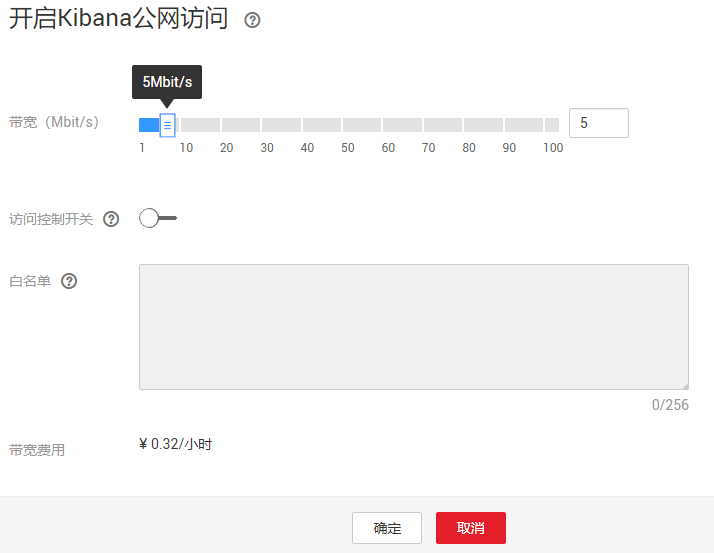 开启Kibana公网访问 ?
5Mbit/s
带宽（Mbit/s） 5
1 10 20 30 40 50 60 70 80 90 100
访问控制开关 ?
白名单 ?
0/256
带宽费用 ¥ 0.32/小时
确定 取消